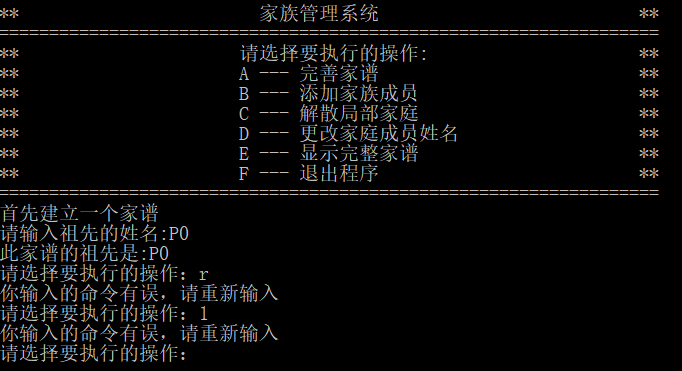 ** 家族管理系统 **
==================================================================
** 请选择要执行的操作: **
** A --- 完善家谱 **
** B --- 添加家族成员 **
** C --- 解散局部家庭 **
** D --- 更改家庭成员姓名 **
** E --- 显示完整家谱 **
** F --- 退出程序 **
==================================================================
首先建立一个家谱
请输入祖先的姓名:P0
此家谱的祖先是:P0
请选择要执行的操作: r
你输入的命令有误，请重新输入
请选择要执行的操作: l
你输入的命令有误，请重新输入
请选择要执行的操作: